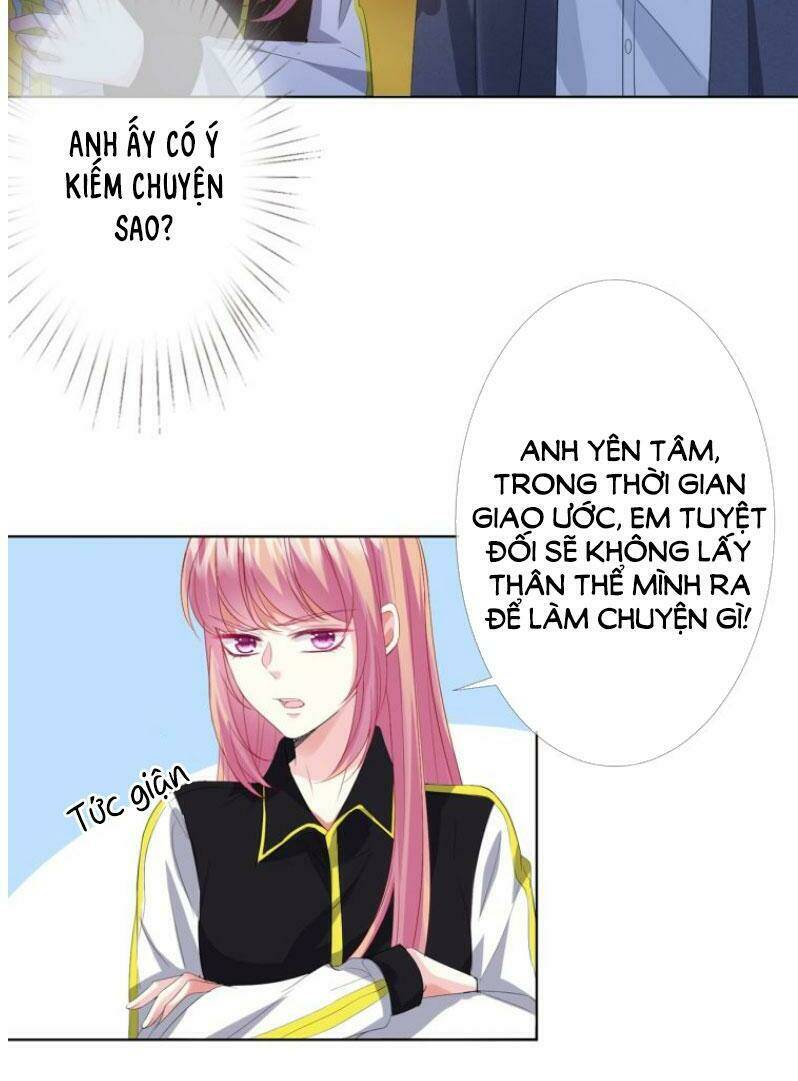 ANH ẤY CÓ Ý
KIẾM CHUYỆN
SAO?
ANH YÊN TÂM,
TRONG THỜI GIAN
GIAO ƯỚC, EM TUYỆT
ĐỐI SẼ KHÔNG LẤY
THÂN THỂ MÌNH RA
ĐỂ LÀM CHUYỆN GÌ!
Tức giận